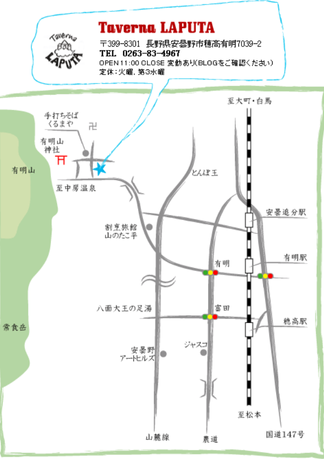 Taverna
LAPUTA
Taverna LAPUTA
〒399-8301 長野県安曇野市穂高有明7039-2
TEL 0263-83-4967
OPEN 11:00 CLOSE 変動あり(BLOGをご確認ください)
定休:火曜、第3水曜
至大町・白馬
手打ちそば
くるまや
卍
有明山
神社
有明山
とんぼ玉
至中房温泉
安曇追分駅
割烹旅館
山のたこ平
有明
有明駅
八面大王の足湯
富田
穂高駅
常念岳
安曇野
アートヒルズ
ジャスコ
至松本
山麓線
農道
国道147号